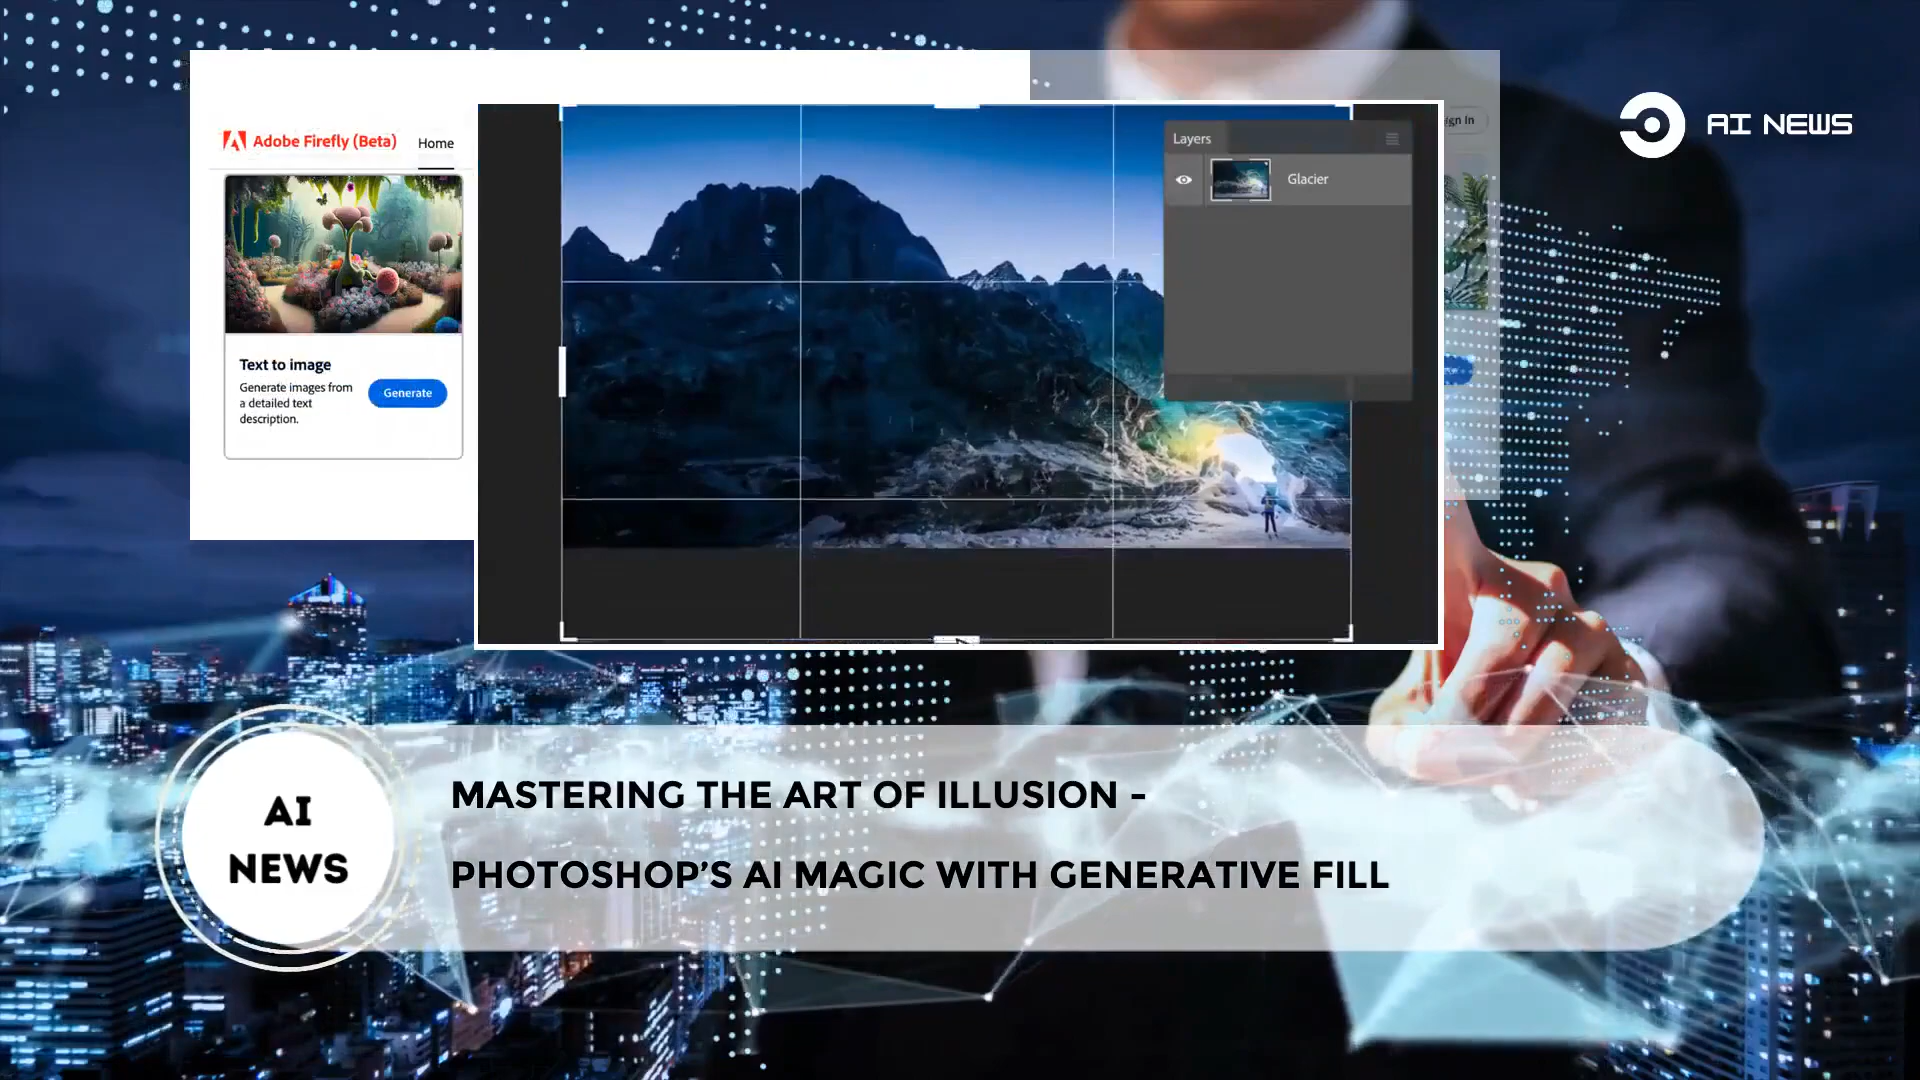 AI NEWS
Adobe Firefly (Beta)
Home
Layers
Glacier
Text to image
Generate images from
a detailed text
description.
Generate
AI
NEWS
MASTERING THE ART OF ILLUSION -
PHOTOSHOP'S AI MAGIC WITH GENERATIVE FILL